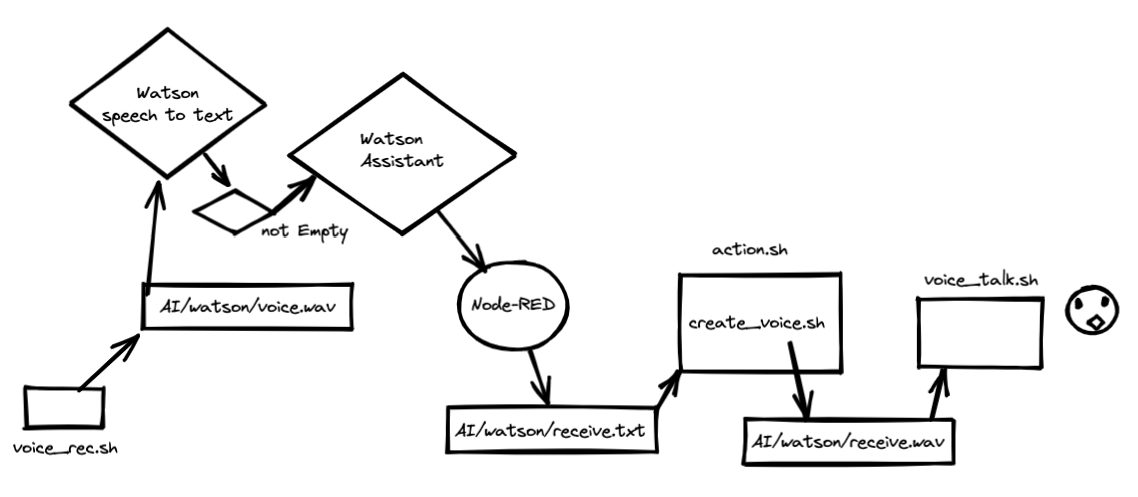 Watson
speech to text
Watson
Assistant
not Empty
AI/watson/voice.wav
voice_rec.sh
Node-RED
AI/watson/receive.txt
action.sh
create_voice.sh
AI/watson/receive.wav
voice_talk.sh